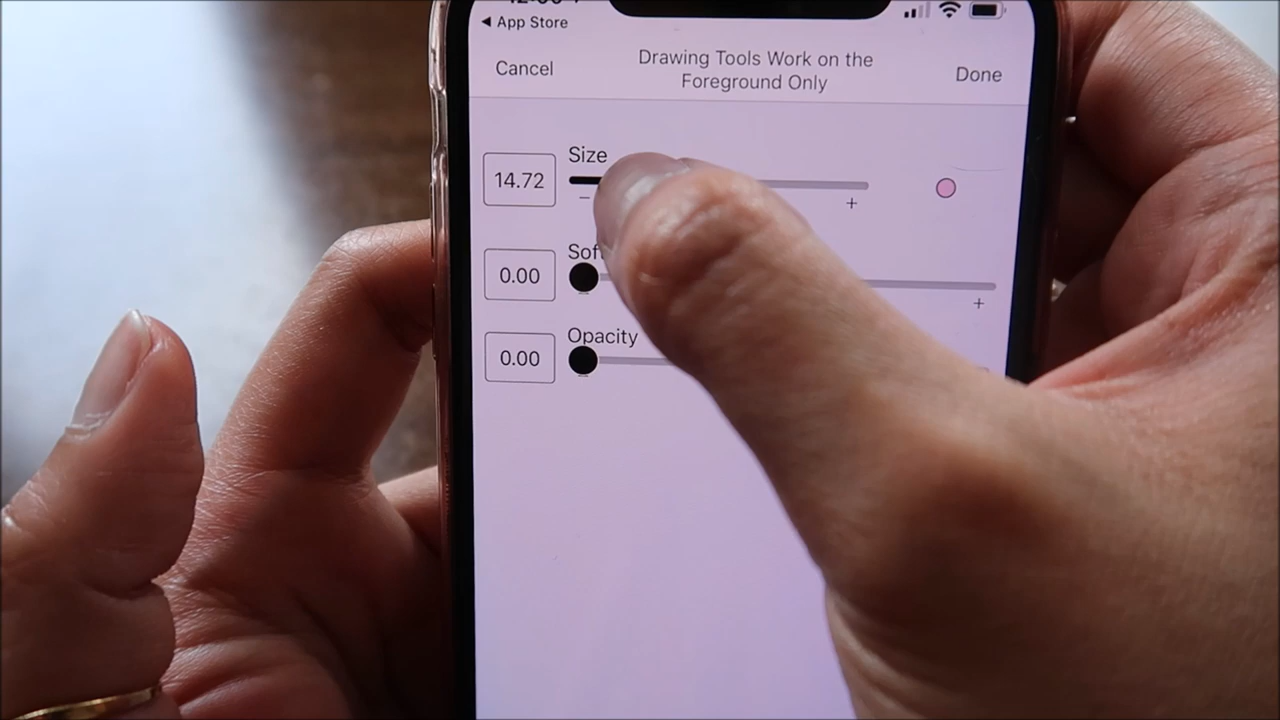 App Store
Cancel
Drawing Tools Work on the
Foreground Only
Done
Size
14.72
0.00
Opacity
0.00